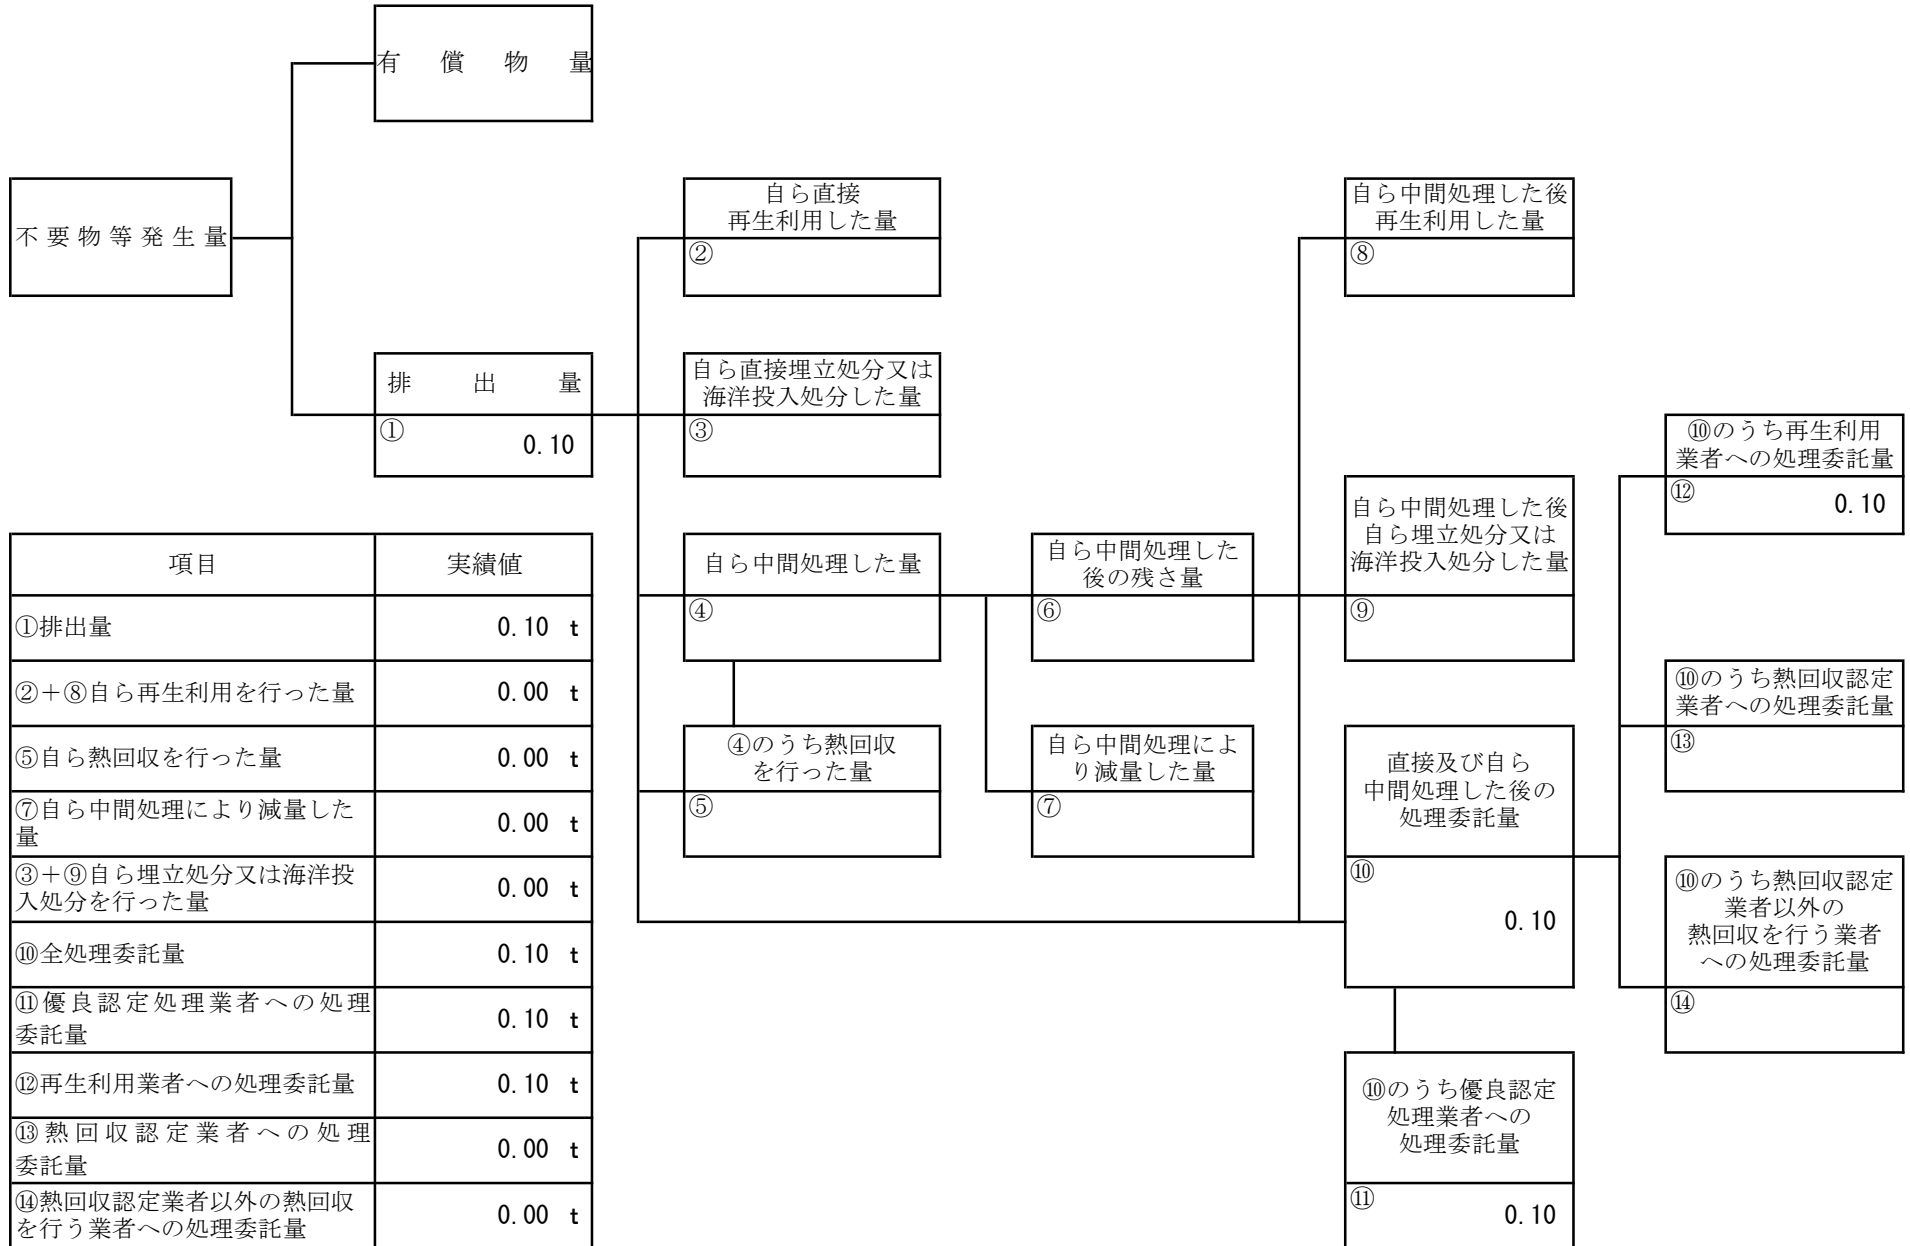 有償物量
不要物等発生量
排出量
①
0.10
自ら直接
再生利用した量
②
自ら直接埋立処分又は
海洋投入処分した量
③
自ら中間処理した量
④
④のうち熱回収
を行った量
⑤
自ら中間処理した
後の残さ量
⑥
自ら中間処理によ
り減量した量
⑦
自ら中間処理した後
再生利用した量
⑧
自ら中間処理した後
自ら埋立処分又は
海洋投入処分した量
⑨
直接及び自ら
中間処理した後の
処理委託量
⑩
0.10
⑩のうち優良認定
処理業者への
処理委託量
⑪
0.10
⑩のうち再生利用
業者への処理委託量
⑫
0.10
⑩のうち熱回収認定
業者への処理委託量
⑬
⑩のうち熱回収認定
業者以外の
熱回収を行う業者
への処理委託量
⑭
項目 実績値
①排出量 0.10 t
②＋⑧自ら再生利用を行った量 0.00 t
⑤自ら熱回収を行った量 0.00 t
⑦自ら中間処理により減量した
量 0.00 t
③＋⑨自ら埋立処分又は海洋投
入処分を行った量 0.00 t
⑩全処理委託量 0.10 t
⑪優良認定処理業者への処理
委託量 0.10 t
⑫再生利用業者への処理委託量 0.10 t
⑬熱回収認定業者への処理
委託量 0.00 t
⑭熱回収認定業者以外の熱回収
を行う業者への処理委託量 0.00 t